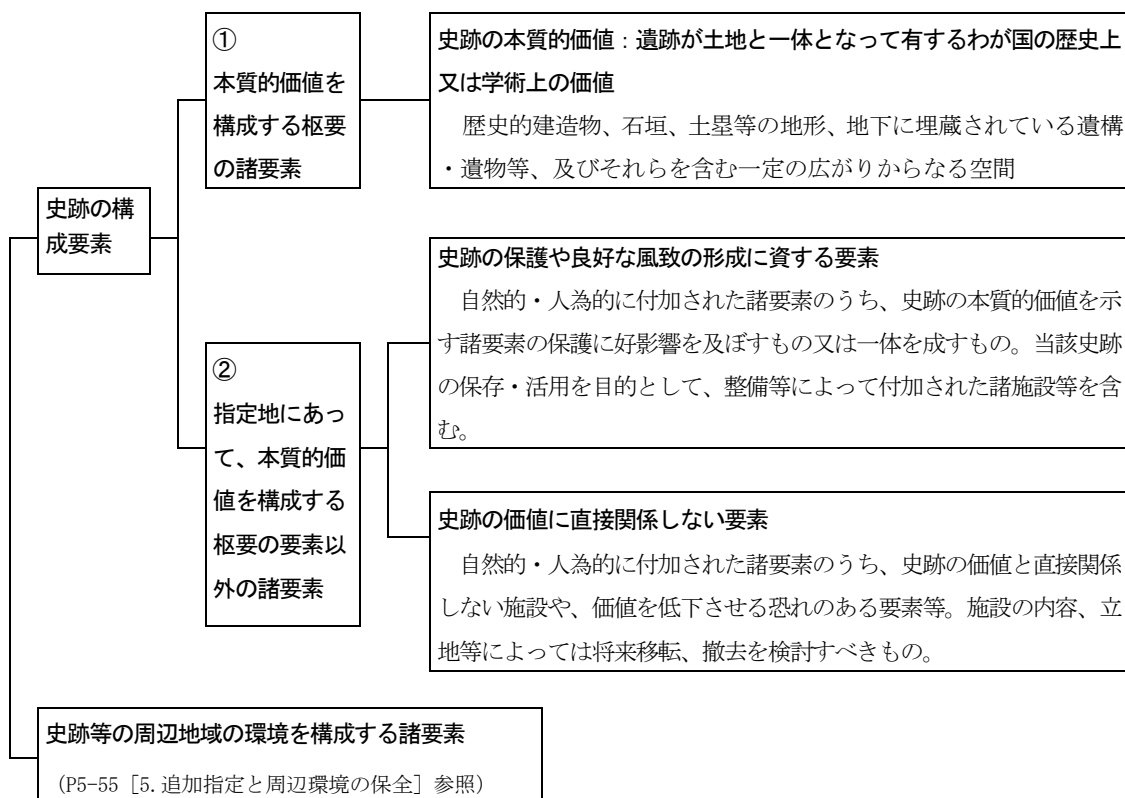 ①
本質的価値を
構成する枢要
の諸要素
史跡の本質的価値：遺跡が土地と一体となって有するわが国の歴史上
又は学術上の価値
歴史的建造物、石垣、土塁等の地形、地下に埋蔵されている遺構
・遺物等、及びそれらを含む一定の広がりからなる空間
史跡の構
成要素
②
指定地にあっ
て、本質的価
値を構成する
枢要の要素以
外の諸要素
史跡の保護や良好な風致の形成に資する要素
自然的・人為的に付加された諸要素のうち、史跡の本質的価値を示
す諸要素の保護に好影響を及ぼすもの又は一体を成すもの。当該史跡
の保存・活用を目的として、整備等によって付加された諸施設等を含
む。
史跡の価値に直接関係しない要素
自然的・人為的に付加された諸要素のうち、史跡の価値と直接関係
しない施設や、価値を低下させる恐れのある要素等。施設の内容、立
地等によっては将来移転、撤去を検討すべきもの。
史跡等の周辺地域の環境を構成する諸要素
（P5-55［5.追加指定と周辺環境の保全］参照）